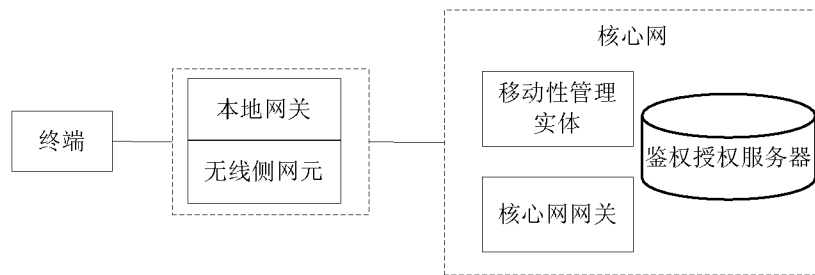 核心网
终端
本地网关
无线侧网元
移动性管理
实体
鉴权授权服务器
核心网网关